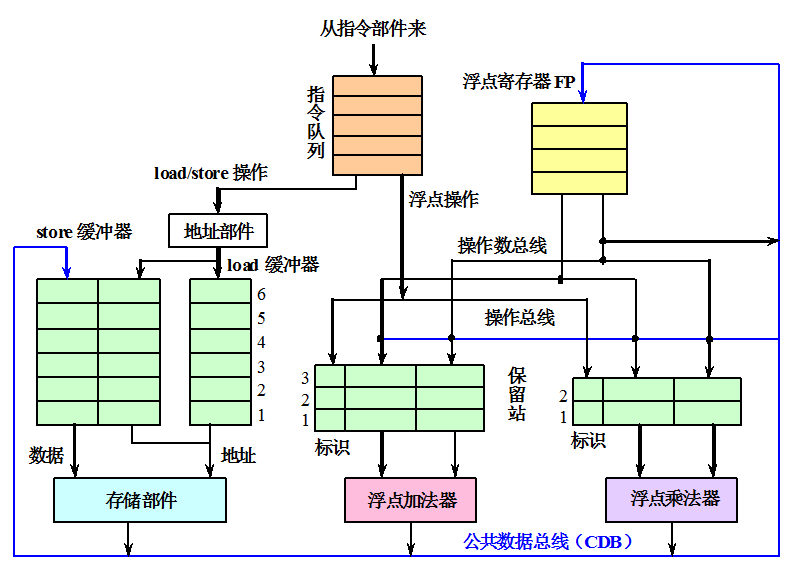 从指令部件来
指令队列
浮点寄存器 FP
load/store 操作
浮点操作
store 缓冲器
地址部件
操作数总线
load 缓冲器
6
5
4
3
2
1
操作总线
3
2
1
保留站
2
1
标识
标识
数据
地址
存储部件
浮点加法器
浮点乘法器
公共数据总线（CDB）